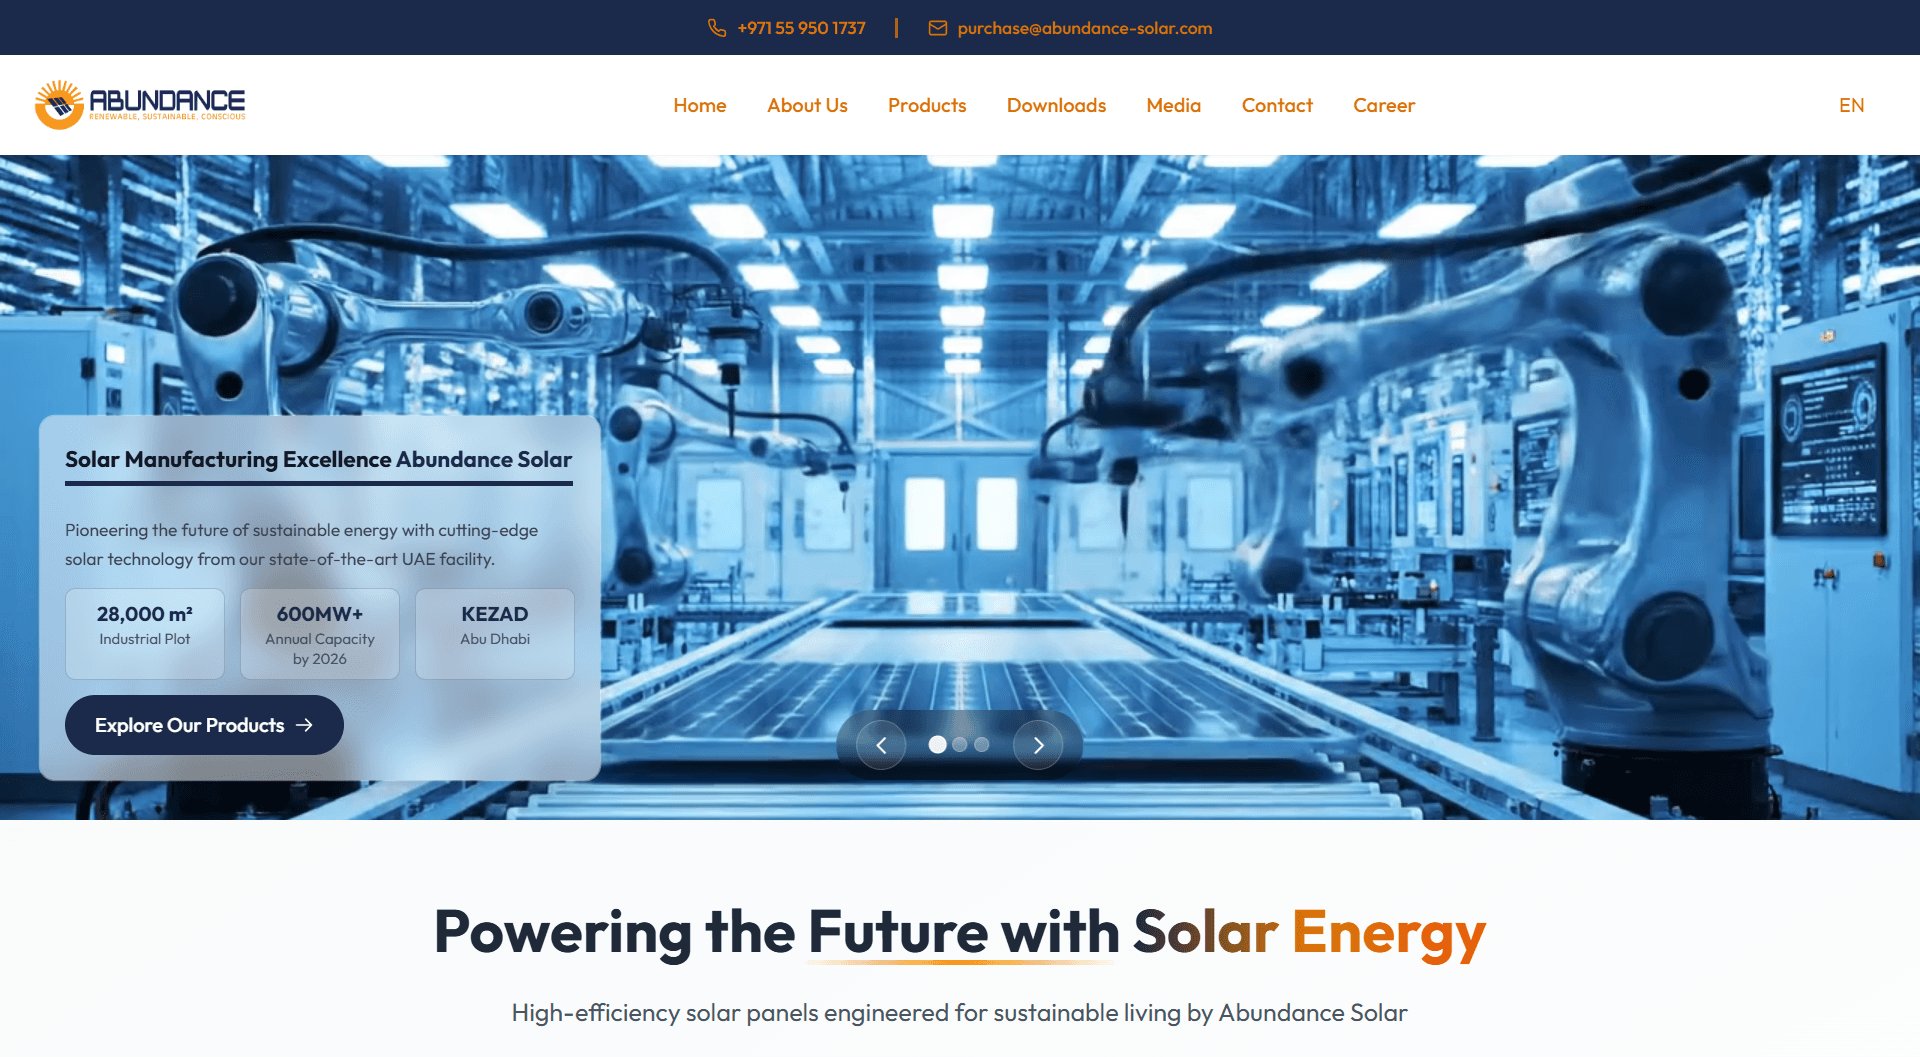 +971 55 950 1737 | purchase@abundance-solar.com
ABUNDANCE
RENEWABLE, SUSTAINABLE, CONSCIOUS
Home About Us Products Downloads Media Contact Career
EN
Solar Manufacturing Excellence Abundance Solar
Pioneering the future of sustainable energy with cutting-edge
solar technology from our state-of-the-art UAE facility.
28,000 m²
Industrial Plot
600MW+
Annual Capacity
by 2026
KEZAD
Abu Dhabi
Explore Our Products →
Powering the Future with Solar Energy
High-efficiency solar panels engineered for sustainable living by Abundance Solar